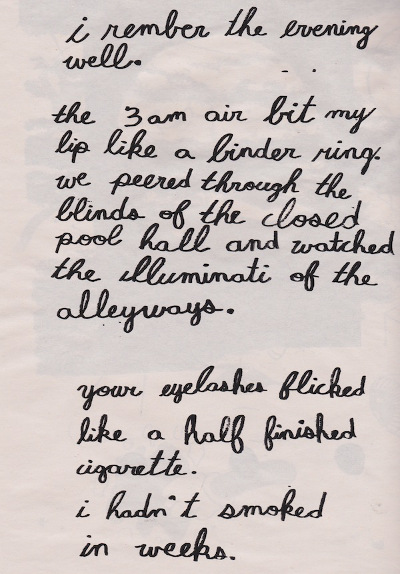 i rember the evening
well.
the 3am air bit my
lip like a binder ring.
we peered through the
blinds of the closed
pool hall and watched
the illuminati of the
alleyways.
your eyelashes flicked
like a half finished
cigarette.
i hadn't smoked
in weeks.